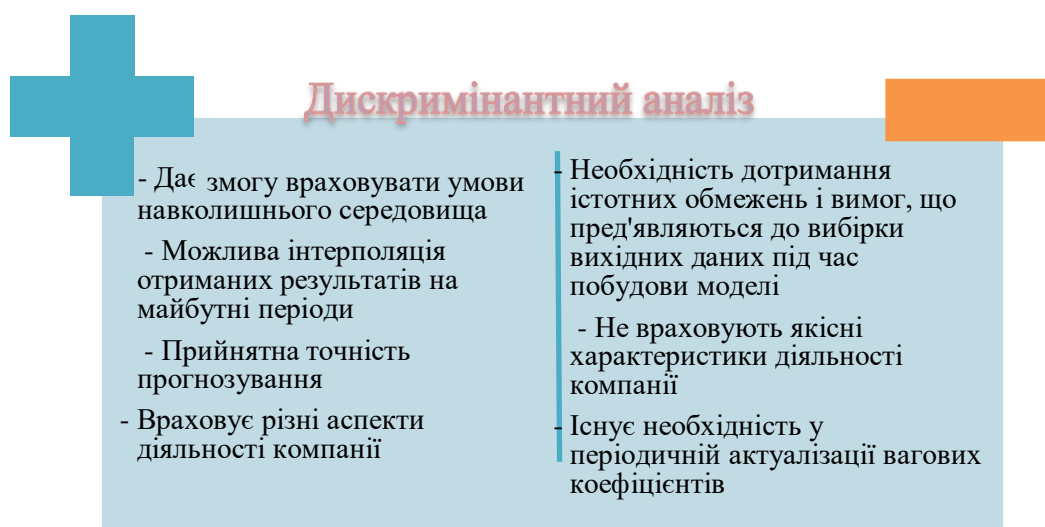 Дискримінантний аналіз
- Дає змогу враховувати умови
навколишнього середовища
- Можлива інтерполяція
отриманих результатів на
майбутні періоди
- Прийнятна точність
прогнозування
- Враховує різні аспекти
діяльності компанії
- Необхідність дотримання
істотних обмежень і вимог, що
пред'являються до вибірки
вихідних даних під час
побудови моделі
- Не враховують якісні
характеристики діяльності
компанії
- Існує необхідність у
періодичній актуалізації вагових
коефіцієнтів